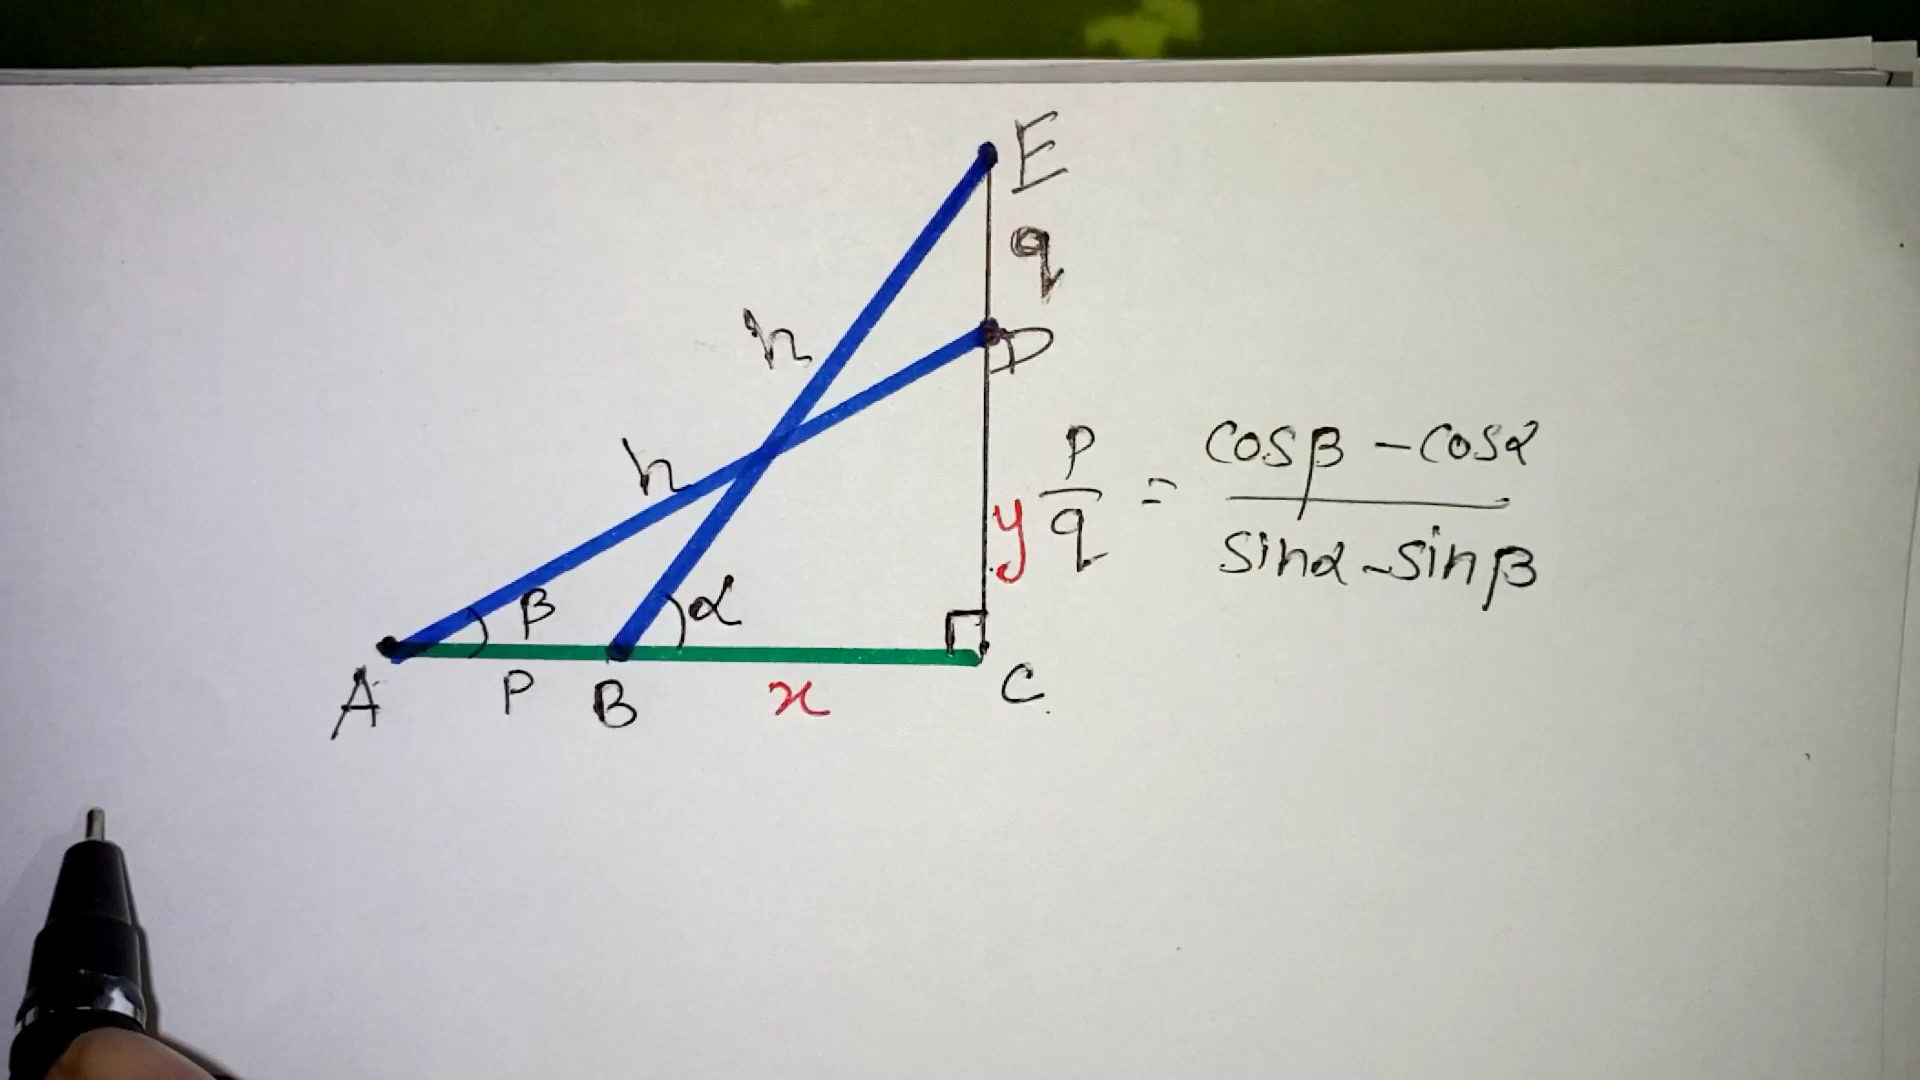 E
q
h
D
h
y
p/q = cosβ - cosα / sinα - sinβ
β
α
A
P
B
x
C